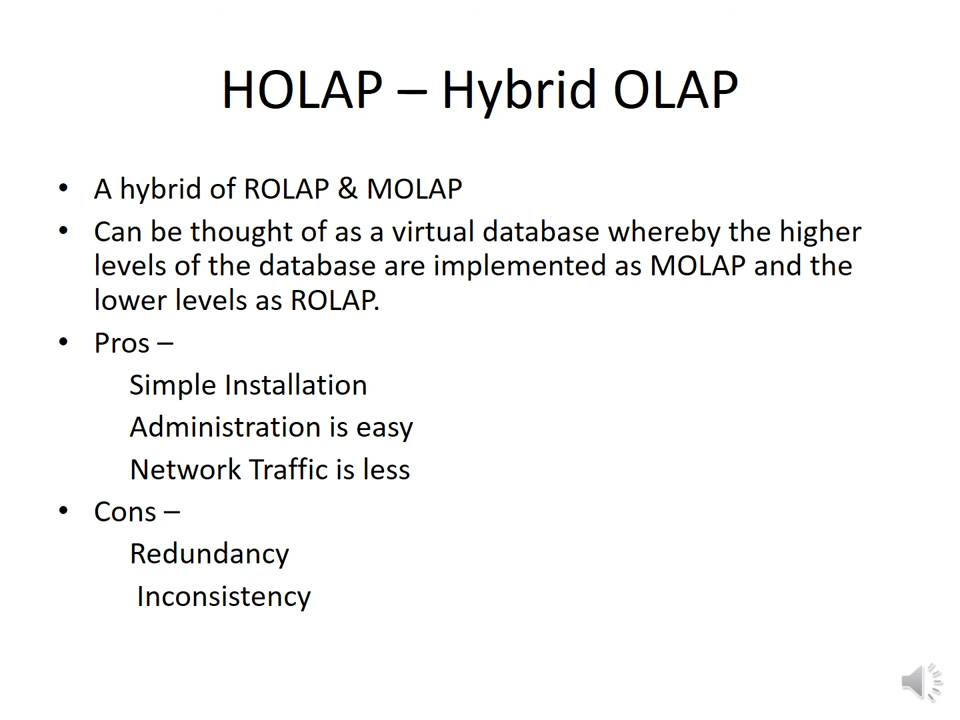 HOLAP – Hybrid OLAP
• A hybrid of ROLAP & MOLAP
• Can be thought of as a virtual database whereby the higher
levels of the database are implemented as MOLAP and the
lower levels as ROLAP.
• Pros –
Simple Installation
Administration is easy
Network Traffic is less
• Cons –
Redundancy
Inconsistency